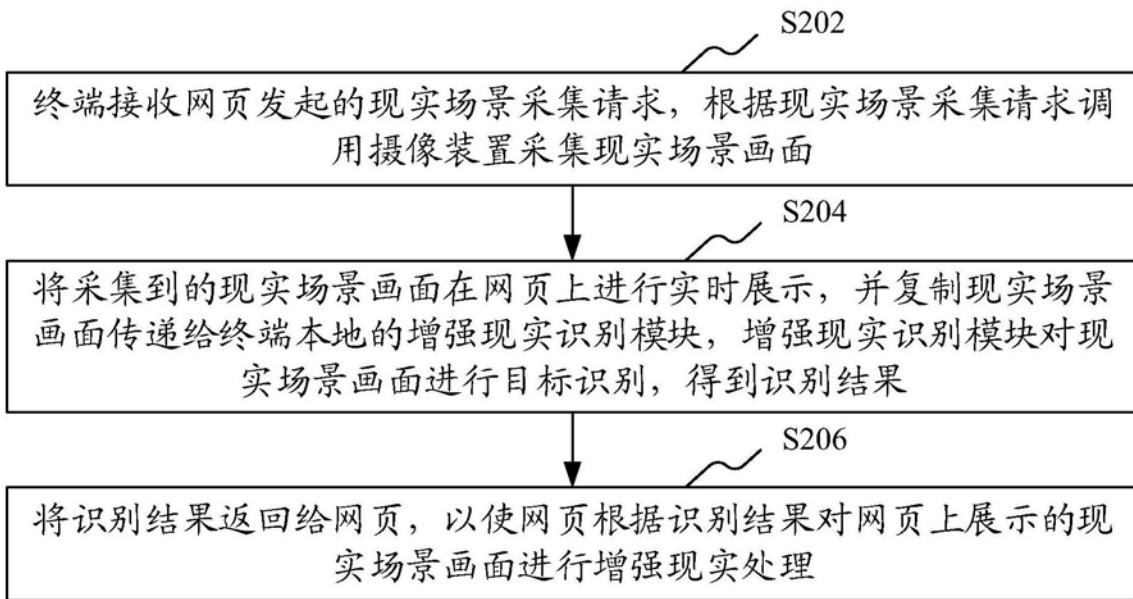 S202
终端接收网页发起的现实场景采集请求，根据现实场景采集请求调
用摄像装置采集现实场景画面
S204
将采集到的现实场景画面在网页上进行实时展示，并复制现实场景
画面传递给终端本地的增强现实识别模块，增强现实识别模块对现
实场景画面进行目标识别，得到识别结果
S206
将识别结果返回给网页，以使网页根据识别结果对网页上展示的现
实场景画面进行增强现实处理